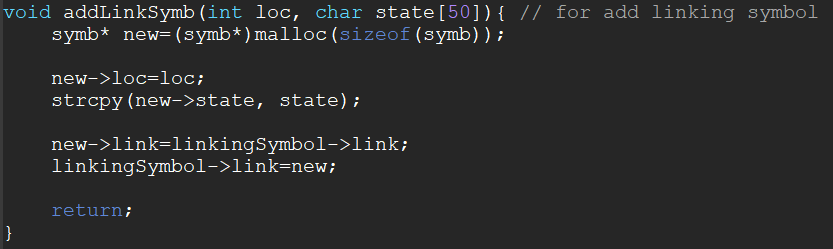 void addLinkSymb(int loc, char state[50]){ // for add linking symbol
    symb* new=(symb*)malloc(sizeof(symb));

    new->loc=loc;
    strcpy(new->state, state);

    new->link=linkingSymbol->link;
    linkingSymbol->link=new;

    return;
}